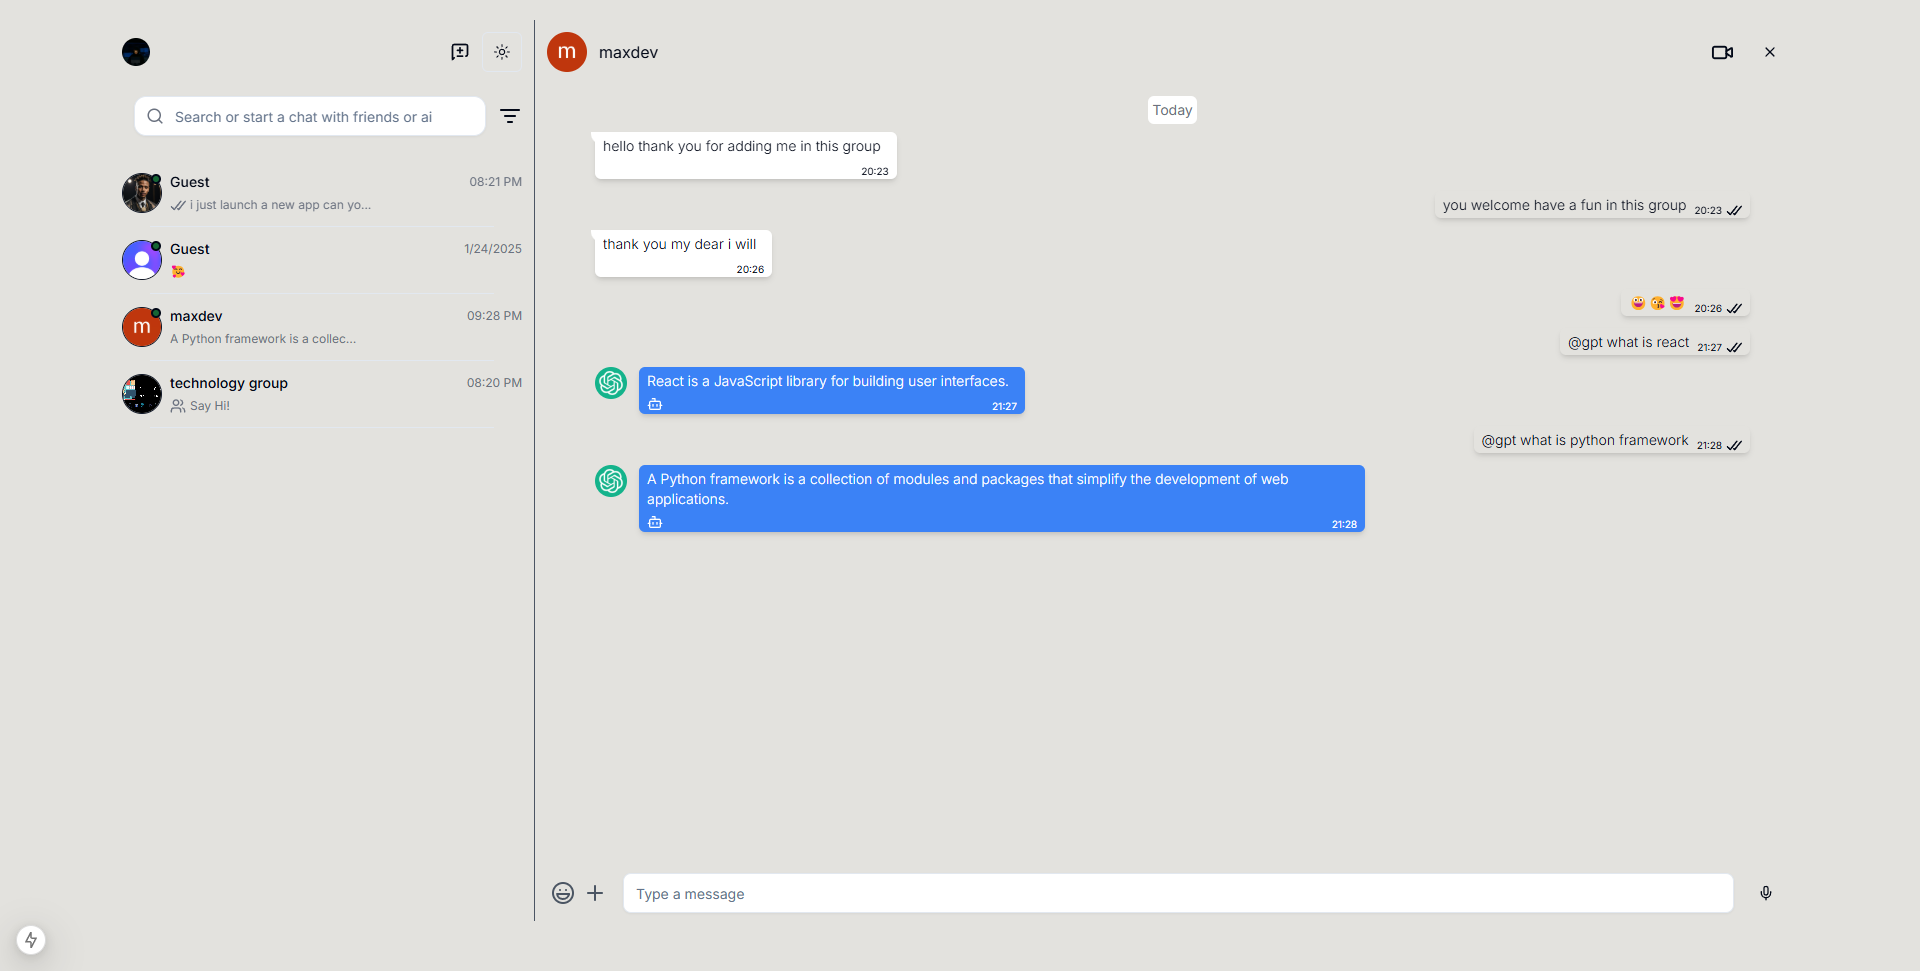 Search or start a chat with friends or ai
Guest
08:21 PM
i just launch a new app can yo...
Guest
1/24/2025
🥰
m
maxdev
09:28 PM
A Python framework is a collec...
technology group
08:20 PM
Say Hi!
m
maxdev
Today
hello thank you for adding me in this group
20:23
you welcome have a fun in this group 20:23
thank you my dear i will
20:26
😀😘😍 20:26
@gpt what is react 21:27
React is a JavaScript library for building user interfaces.
21:27
@gpt what is python framework 21:28
A Python framework is a collection of modules and packages that simplify the development of web
applications.
21:28
Type a message